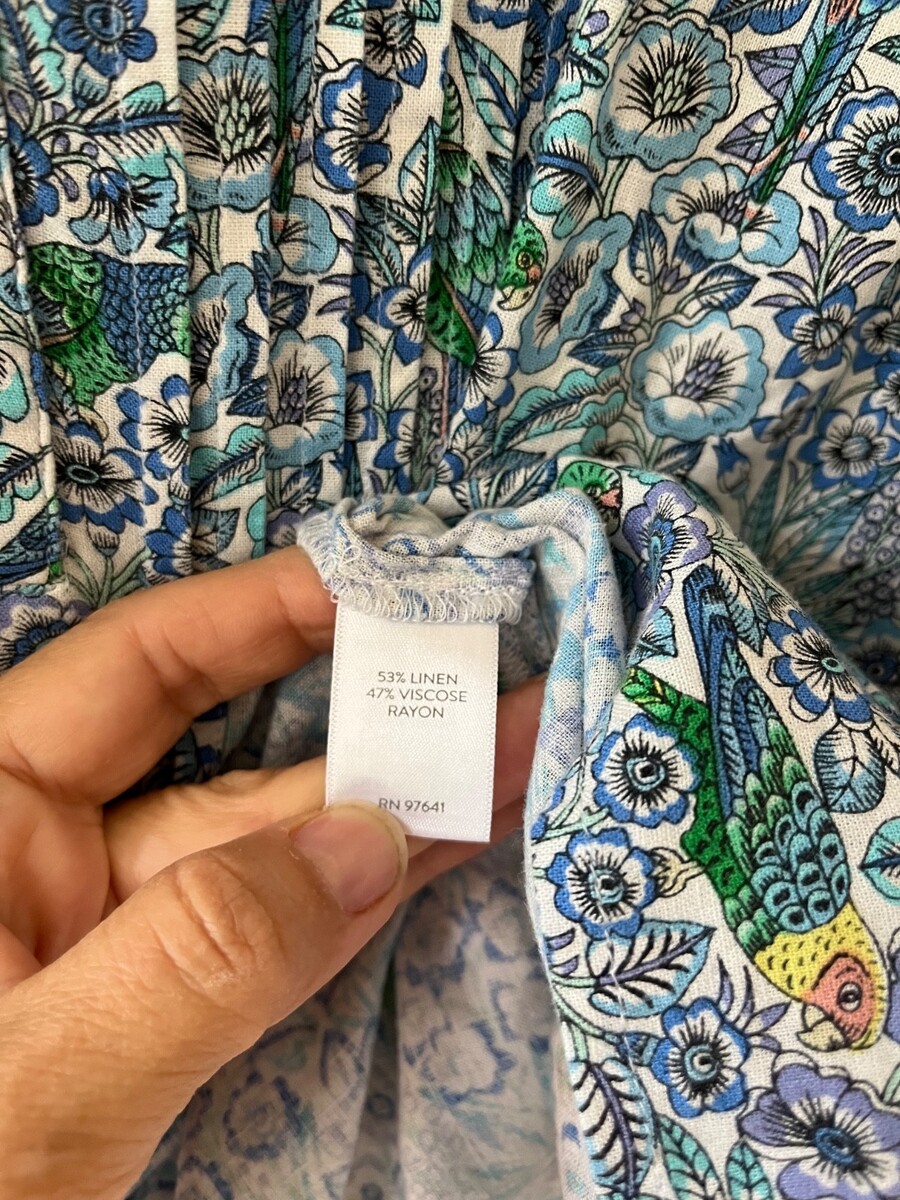 53% LINEN
47% VISCOSE
RAYON
RN 97641